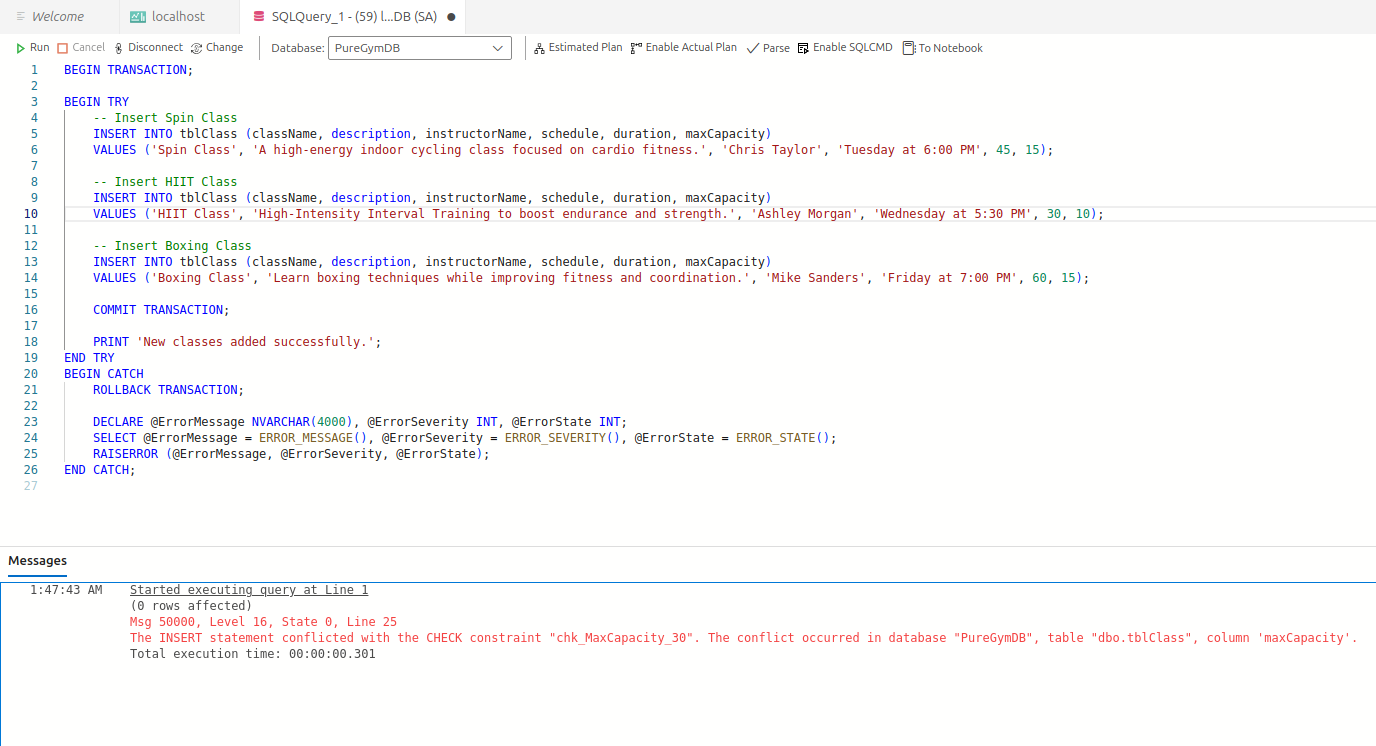 Welcome localhost SQLQuery_1 - (59) l...DB (SA)
Run Cancel Disconnect Change Database: PureGymDB Estimated Plan Enable Actual Plan Parse Enable SQLCMD To Notebook
1 BEGIN TRANSACTION;
2
3 BEGIN TRY
4 -- Insert Spin Class
5 INSERT INTO tblClass (className, description, instructorName, schedule, duration, maxCapacity)
6 VALUES ('Spin Class', 'A high-energy indoor cycling class focused on cardio fitness.', 'Chris Taylor', 'Tuesday at 6:00 PM', 45, 15);
7
8 -- Insert HIIT Class
9 INSERT INTO tblClass (className, description, instructorName, schedule, duration, maxCapacity)
10 VALUES ('HIIT Class', 'High-Intensity Interval Training to boost endurance and strength.', 'Ashley Morgan', 'Wednesday at 5:30 PM', 30, 10);
11
12 -- Insert Boxing Class
13 INSERT INTO tblClass (className, description, instructorName, schedule, duration, maxCapacity)
14 VALUES ('Boxing Class', 'Learn boxing techniques while improving fitness and coordination.', 'Mike Sanders', 'Friday at 7:00 PM', 60, 15);
15
16 COMMIT TRANSACTION;
17
18 PRINT 'New classes added successfully.';
19 END TRY
20 BEGIN CATCH
21 ROLLBACK TRANSACTION;
22
23 DECLARE @ErrorMessage NVARCHAR(4000), @ErrorSeverity INT, @ErrorState INT;
24 SELECT @ErrorMessage = ERROR_MESSAGE(), @ErrorSeverity = ERROR_SEVERITY(), @ErrorState = ERROR_STATE();
25 RAISERROR (@ErrorMessage, @ErrorSeverity, @ErrorState);
26 END CATCH;
27
Messages
1:47:43 AM Started executing query at Line 1
(0 rows affected)
Msg 50000, Level 16, State 0, Line 25
The INSERT statement conflicted with the CHECK constraint "chk_MaxCapacity_30". The conflict occurred in database "PureGymDB", table "dbo.tblClass", column 'maxCapacity'.
Total execution time: 00:00:00.301